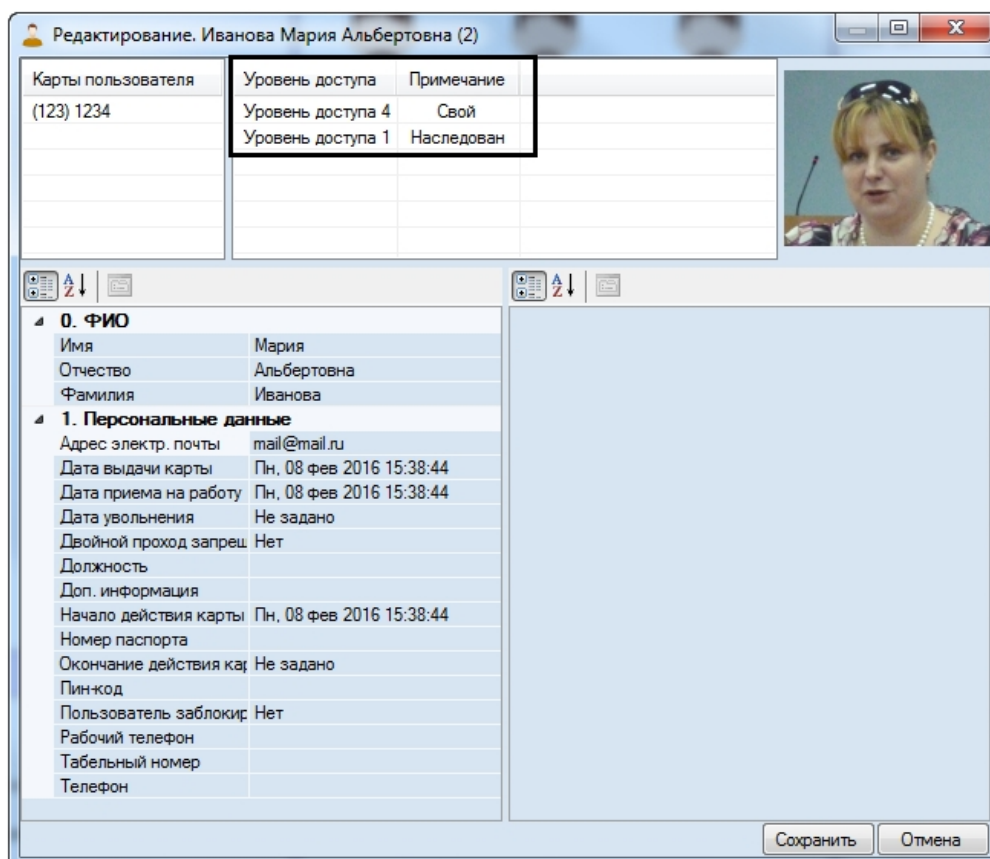 Редактирование. Иванова Мария Альбертовна (2)
Карты пользователя Уровень доступа Примечание
(123) 1234 Уровень доступа 4 Свой
Уровень доступа 1 Наследован
0. ФИО
Имя Мария
Отчество Альбертовна
Фамилия Иванова
1. Персональные данные
Адрес электр. почты mail@mail.ru
Дата выдачи карты Пн, 08 фев 2016 15:38:44
Дата приема на работу Пн, 08 фев 2016 15:38:44
Дата увольнения Не задано
Двойной проход запрещ Нет
Должность
Доп. информация
Начало действия карты Пн, 08 фев 2016 15:38:44
Номер паспорта
Окончание действия кар Не задано
Пин-код
Пользователь заблокир Нет
Рабочий телефон
Табельный номер
Телефон
Сохранить Отмена